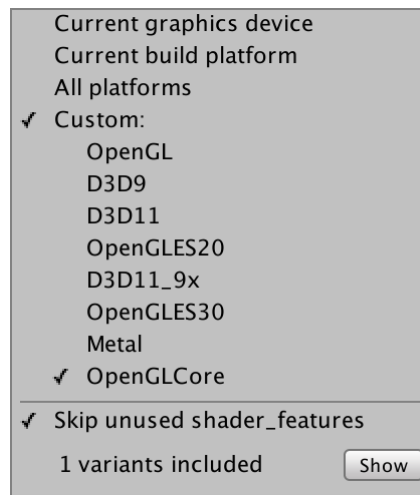 Current graphics device
Current build platform
All platforms
✓ Custom:
OpenGL
D3D9
D3D11
OpenGLES20
D3D11_9x
OpenGLES30
Metal
✓ OpenGLCore
✓ Skip unused shader_features
1 variants included Show